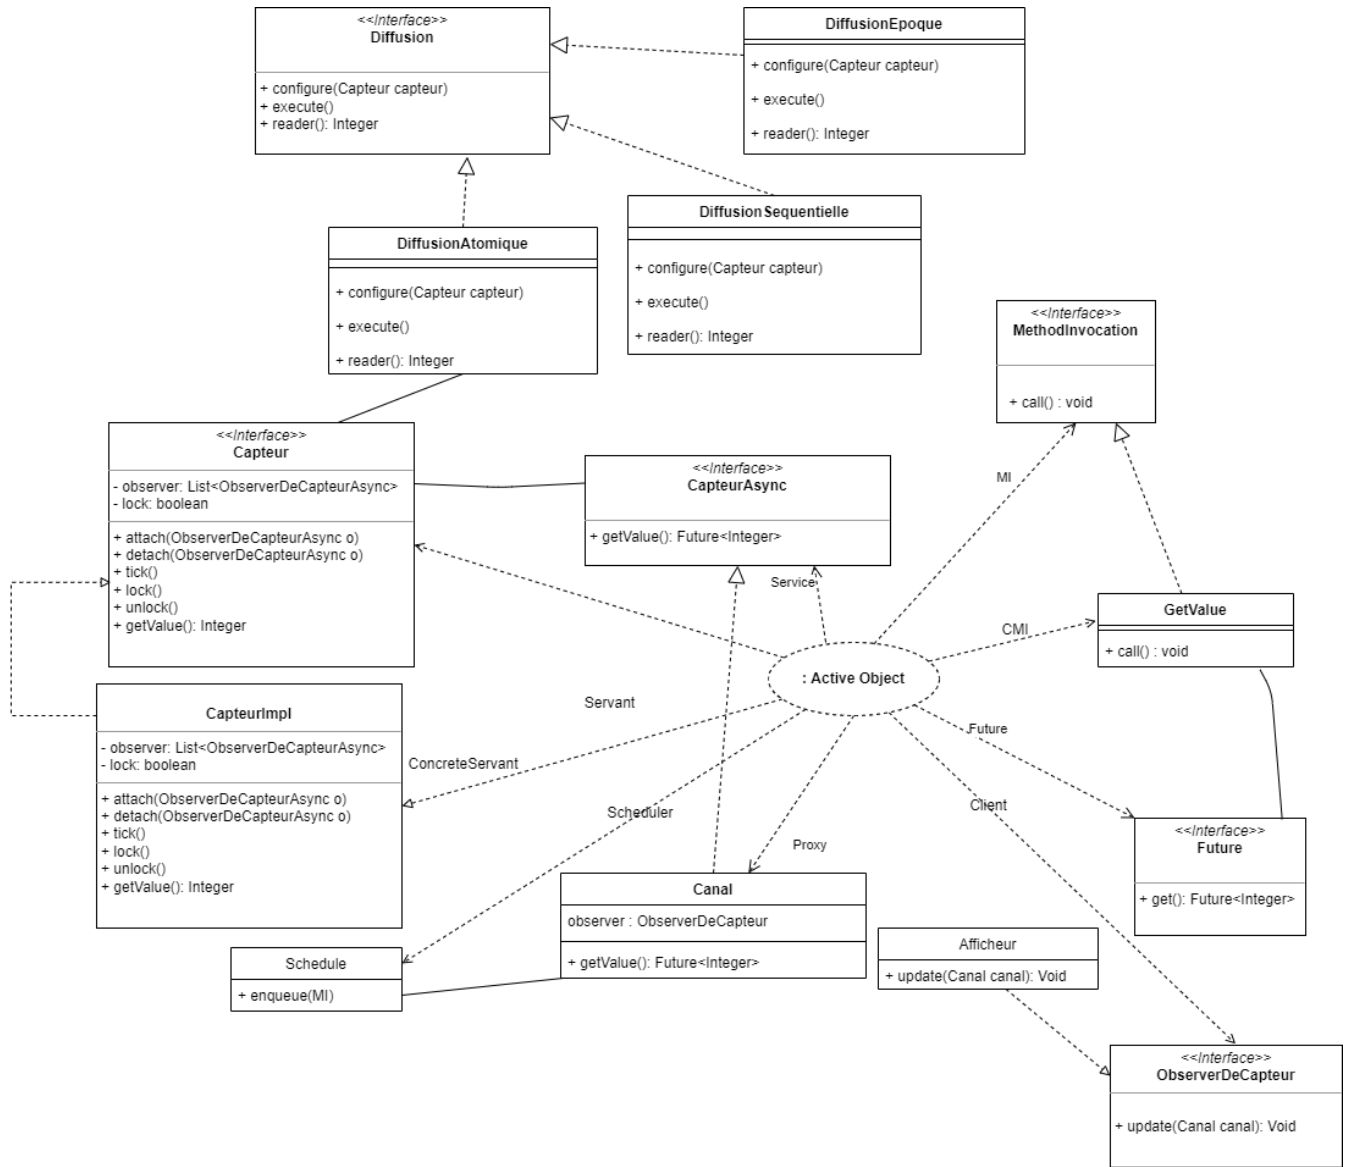 <<Interface>>
Diffusion
+ configure(Capteur capteur)
+ execute()
+ reader(): Integer
DiffusionEpoque
+ configure(Capteur capteur)
+ execute()
+ reader(): Integer
DiffusionSequentielle
+ configure(Capteur capteur)
+ execute()
+ reader(): Integer
DiffusionAtomique
+ configure(Capteur capteur)
+ execute()
+ reader(): Integer
<<Interface>>
MethodInvocation
+ call() : void
<<Interface>>
Capteur
- observer: List<ObserverDeCapteurAsync>
- lock: boolean
+ attach(ObserverDeCapteurAsync o)
+ detach(ObserverDeCapteurAsync o)
+ tick()
+ lock()
+ unlock()
+ getValue(): Integer
<<Interface>>
CapteurAsync
+ getValue(): Future<Integer>
MI
Service
CMI
GetValue
+ call() : void
: Active Object
Servant
ConcreteServant
Scheduler
Proxy
Future
Client
CapteurImpl
- observer: List<ObserverDeCapteurAsync>
- lock: boolean
+ attach(ObserverDeCapteurAsync o)
+ detach(ObserverDeCapteurAsync o)
+ tick()
+ lock()
+ unlock()
+ getValue(): Integer
<<Interface>>
Future
+ get(): Future<Integer>
Canal
observer : ObserverDeCapteur
+ getValue(): Future<Integer>
Schedule
+ enqueue(MI)
Afficheur
+ update(Canal canal): Void
<<Interface>>
ObserverDeCapteur
+ update(Canal canal): Void